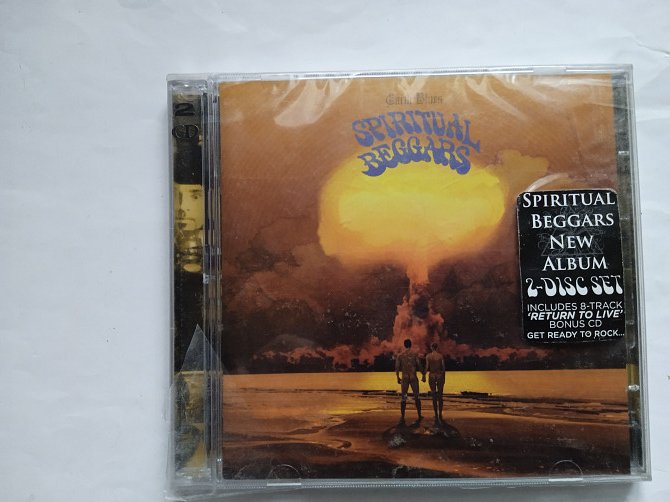 2
CD
Earth Blues
SPIRITUAL
BEGGARS
SPIRITUAL
BEGGARS
NEW
ALBUM
2-DISC SET
INCLUDES 8-TRACK
'RETURN TO LIVE'
BONUS CD
GET READY TO ROCK...